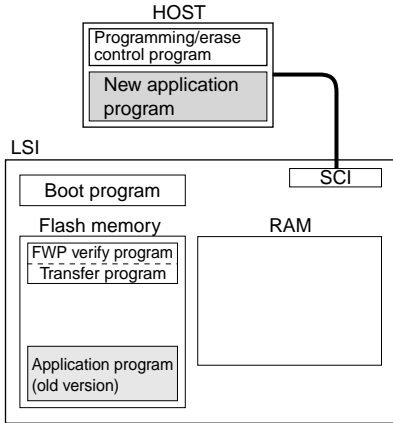 HOST
Programming/erase
control program
New application
program
LSI
SCI
Boot program
Flash memory
RAM
FWP verify program
Transfer program
Application program
(old version)